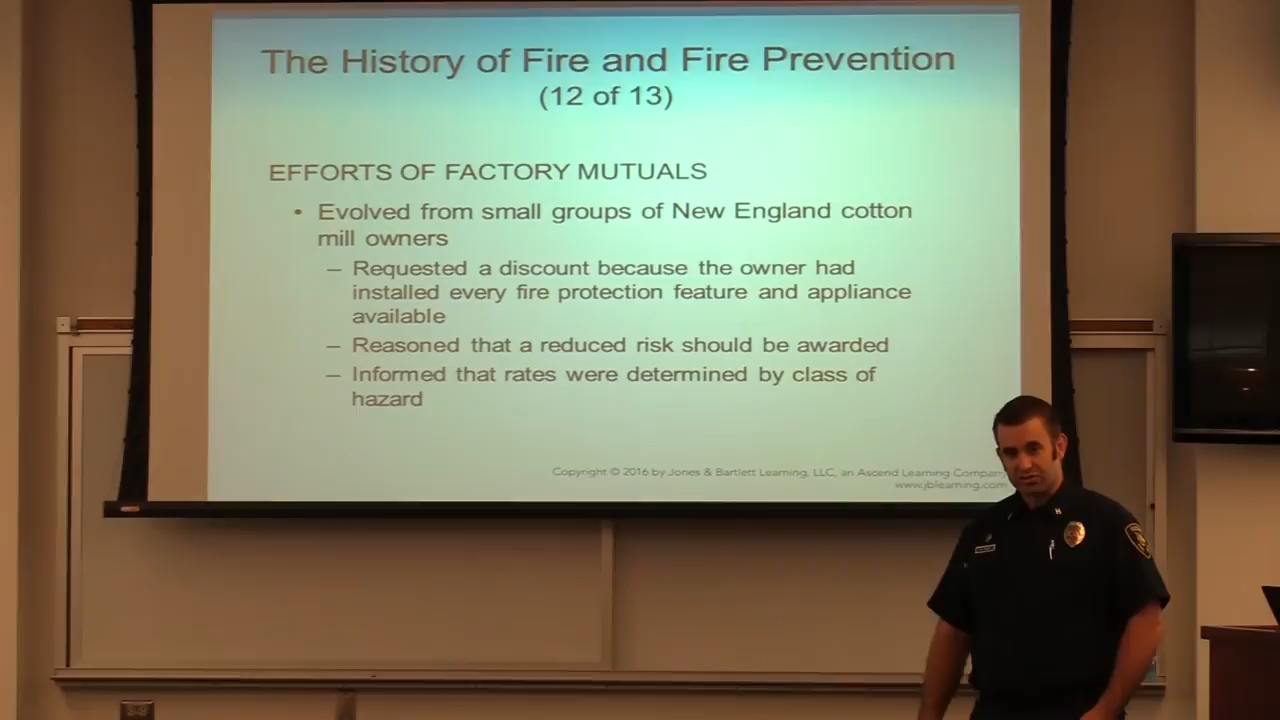 The History of Fire and Fire Prevention
(12 of 13)
EFFORTS OF FACTORY MUTUALS
• Evolved from small groups of New England cotton
mill owners
– Requested a discount because the owner had
installed every fire protection feature and appliance
available
– Reasoned that a reduced risk should be awarded
– Informed that rates were determined by class of
hazard
Copyright © 2016 by Jones & Bartlett Learning, LLC, an Ascend Learning Company
www.jblearning.com